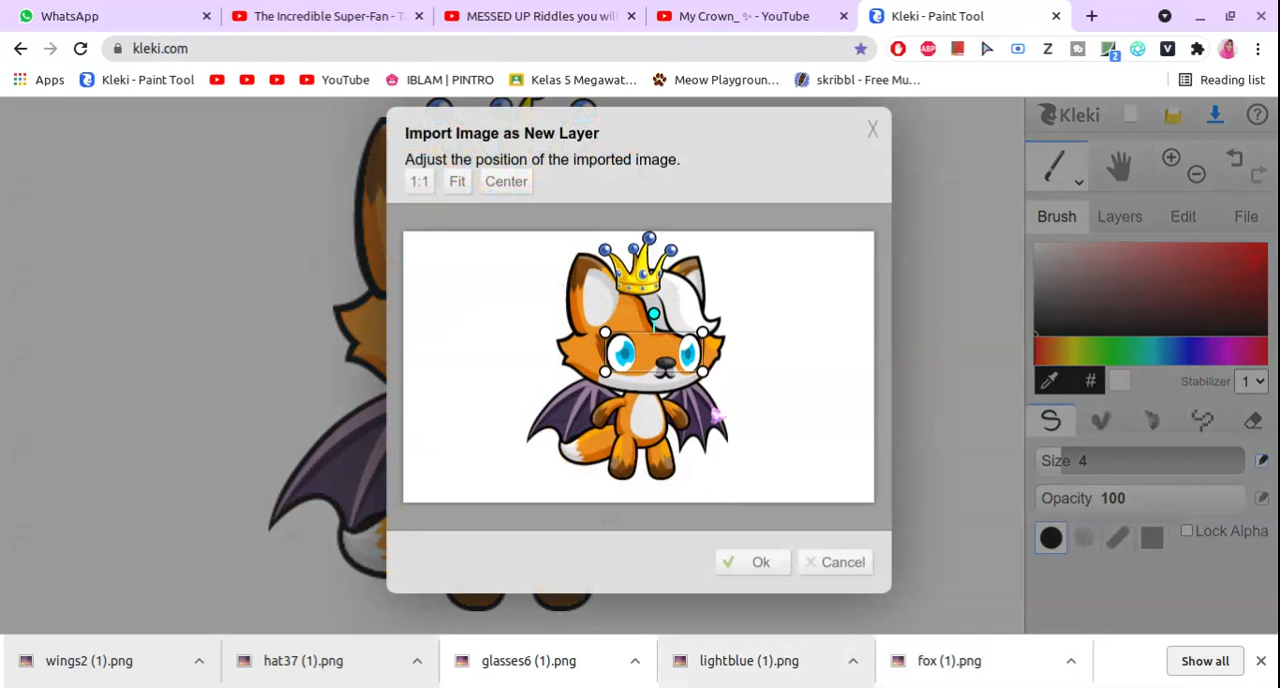 WhatsApp
The Incredible Super-Fan - T
MESSED UP Riddles you wil
My Crown_ ✨ - YouTube
Kleki - Paint Tool
kleki.com
ABP
Z
V
2
Apps
Kleki - Paint Tool
YouTube
IBLAM | PINTRO
Kelas 5 Megawat...
Meow Playgroun...
skribbl - Free Mu...
Reading list
Import Image as New Layer
X
Adjust the position of the imported image.
1:1
Fit
Center
Ok
Cancel
Kleki
?
Brush
Layers
Edit
File
#
Stabilizer
1
Size 4
Opacity 100
Lock Alpha
wings2 (1).png
hat37 (1).png
glasses6 (1).png
lightblue (1).png
fox (1).png
Show all